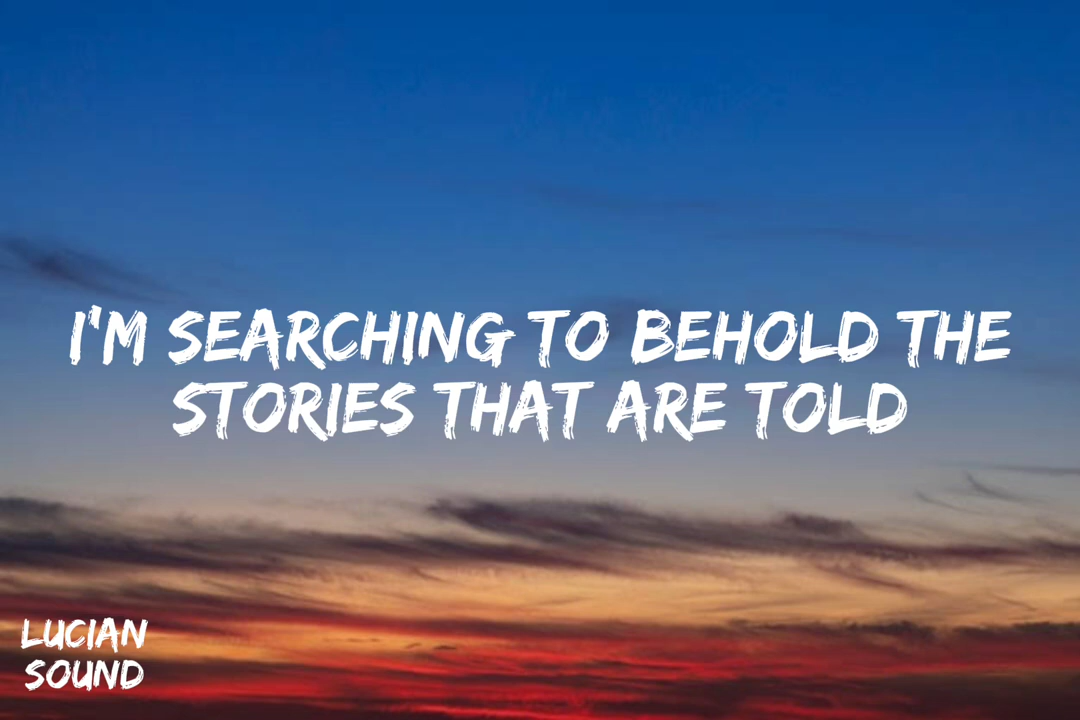 I'M SEARCHING TO BEHOLD THE
STORIES THAT ARE TOLD
LUCIAN
SOUND